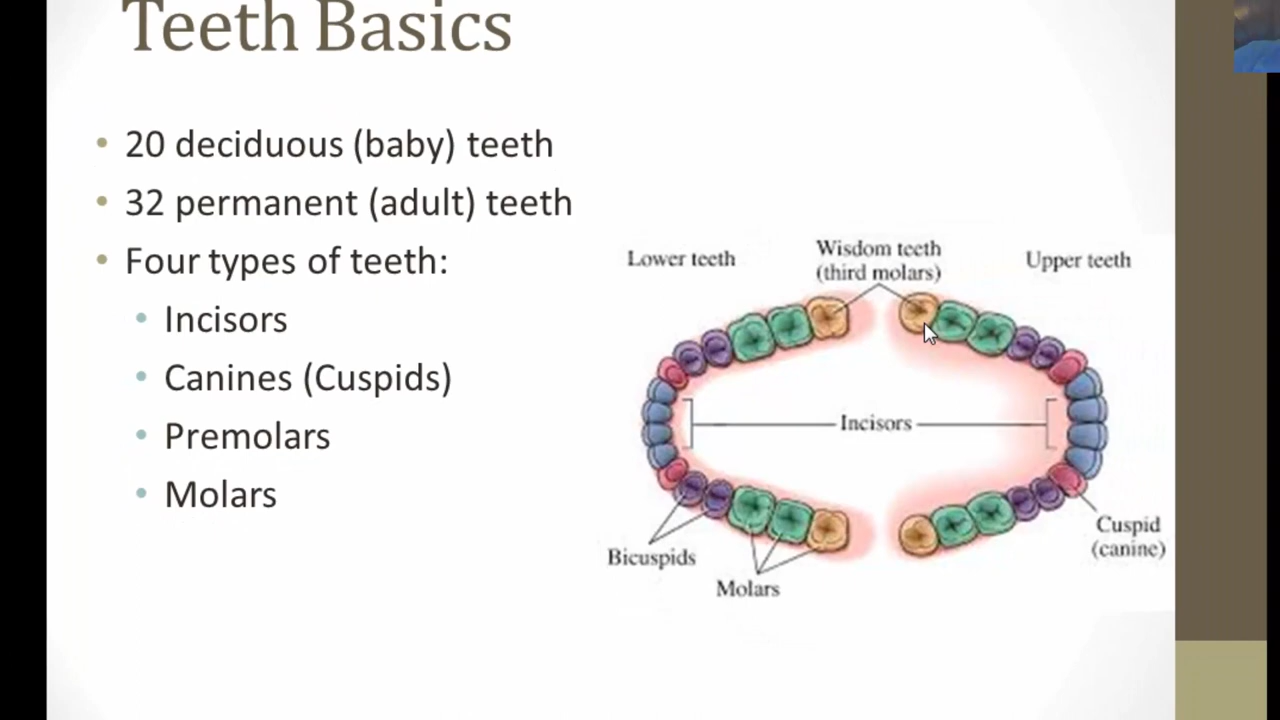 Teeth Basics
20 deciduous (baby) teeth
32 permanent (adult) teeth
Four types of teeth:
Incisors
Canines (Cuspids)
Premolars
Molars
Lower teeth
Wisdom teeth
(third molars)
Upper teeth
Incisors
Bicuspids
Molars
Cuspid
(canine)